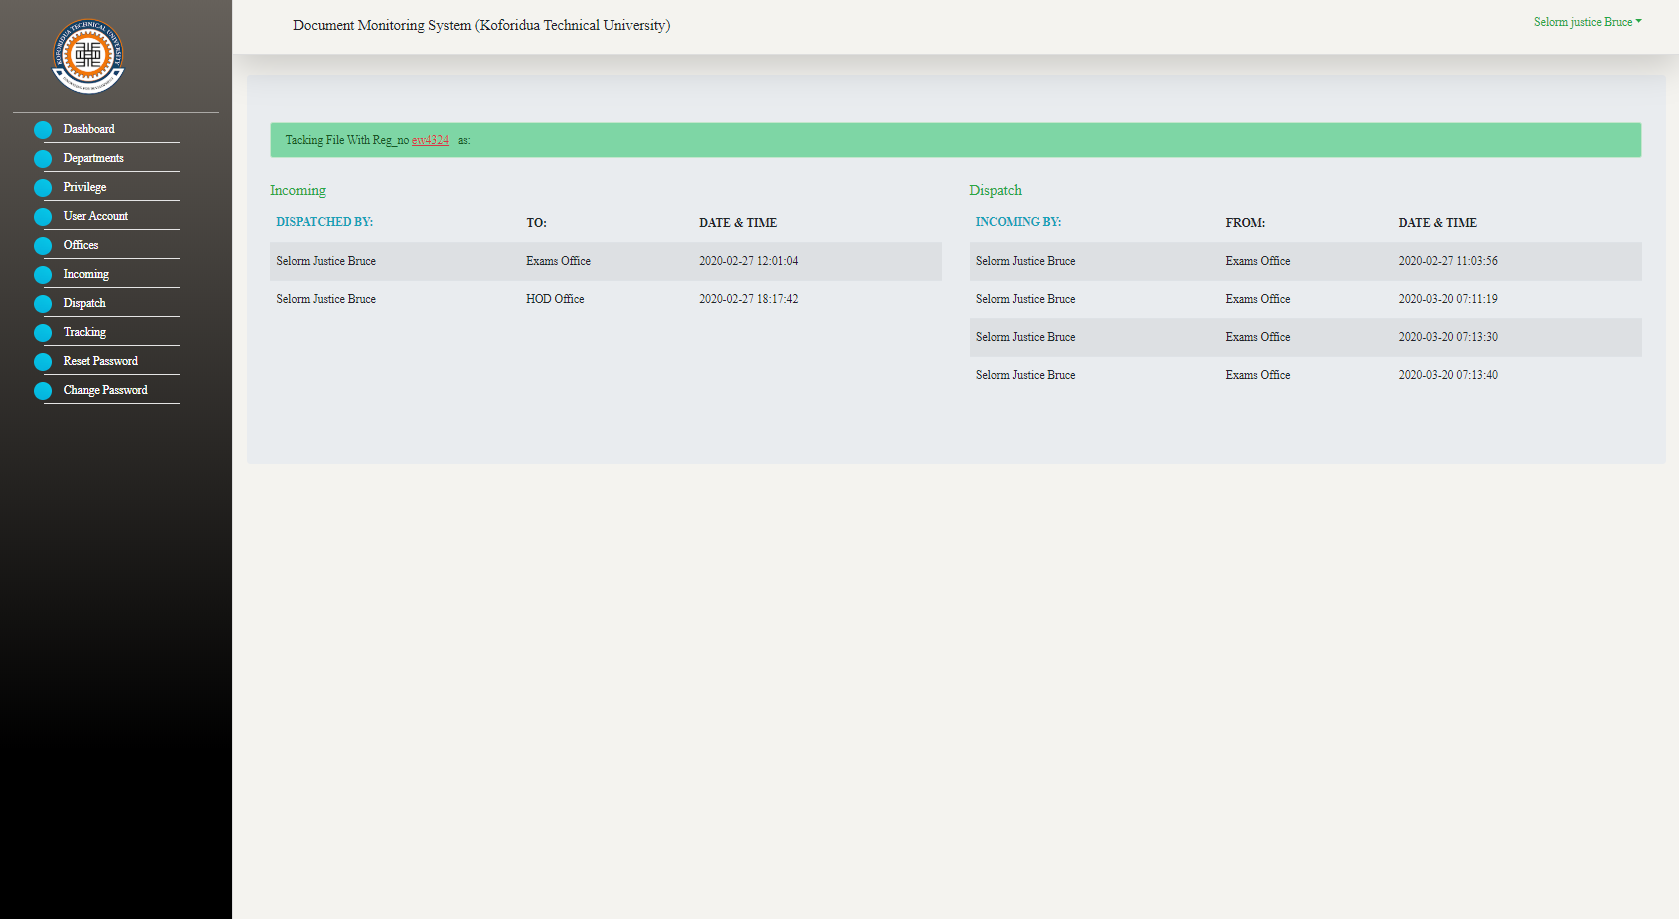 KOFORIDUA TECHNICAL UNIVERSITY
Document Monitoring System (Koforidua Technical University)
Selorm justice Bruce
Dashboard
Departments
Privilege
User Account
Offices
Incoming
Dispatch
Tracking
Reset Password
Change Password
Tacking File With Reg_no ew4324 as:
Incoming
DISPATCHED BY: TO: DATE & TIME
Selorm Justice Bruce Exams Office 2020-02-27 12:01:04
Selorm Justice Bruce HOD Office 2020-02-27 18:17:42
Dispatch
INCOMING BY: FROM: DATE & TIME
Selorm Justice Bruce Exams Office 2020-02-27 11:03:56
Selorm Justice Bruce Exams Office 2020-03-20 07:11:19
Selorm Justice Bruce Exams Office 2020-03-20 07:13:30
Selorm Justice Bruce Exams Office 2020-03-20 07:13:40